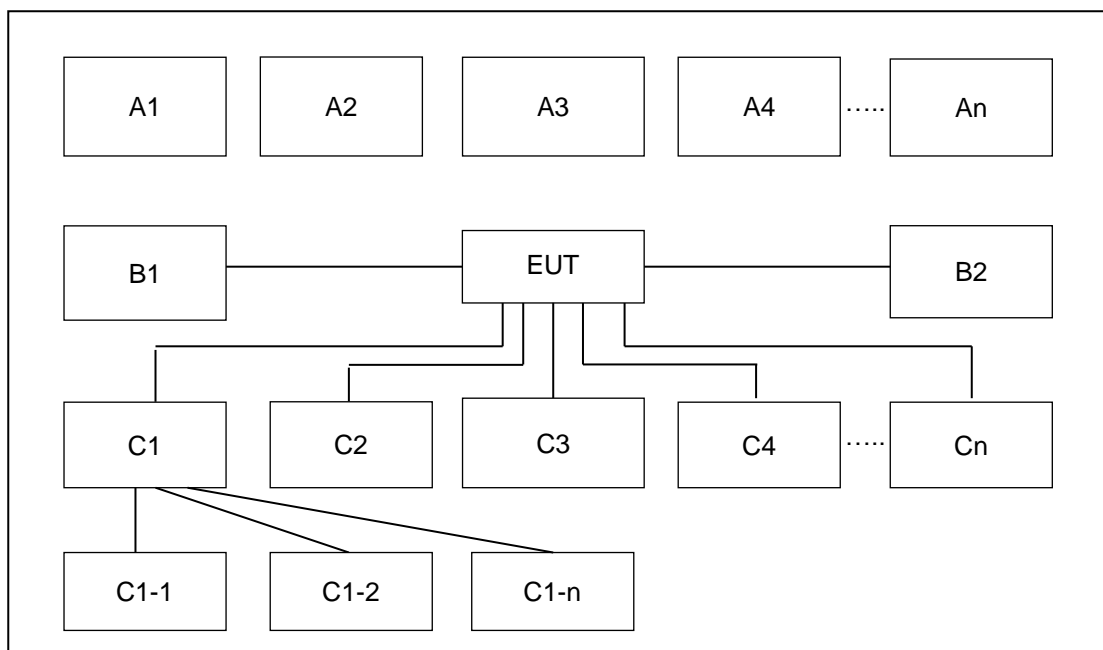 A1 A2 A3 A4 ..... An
B1 EUT B2
C1 C2 C3 C4 ..... Cn
C1-1 C1-2 C1-n